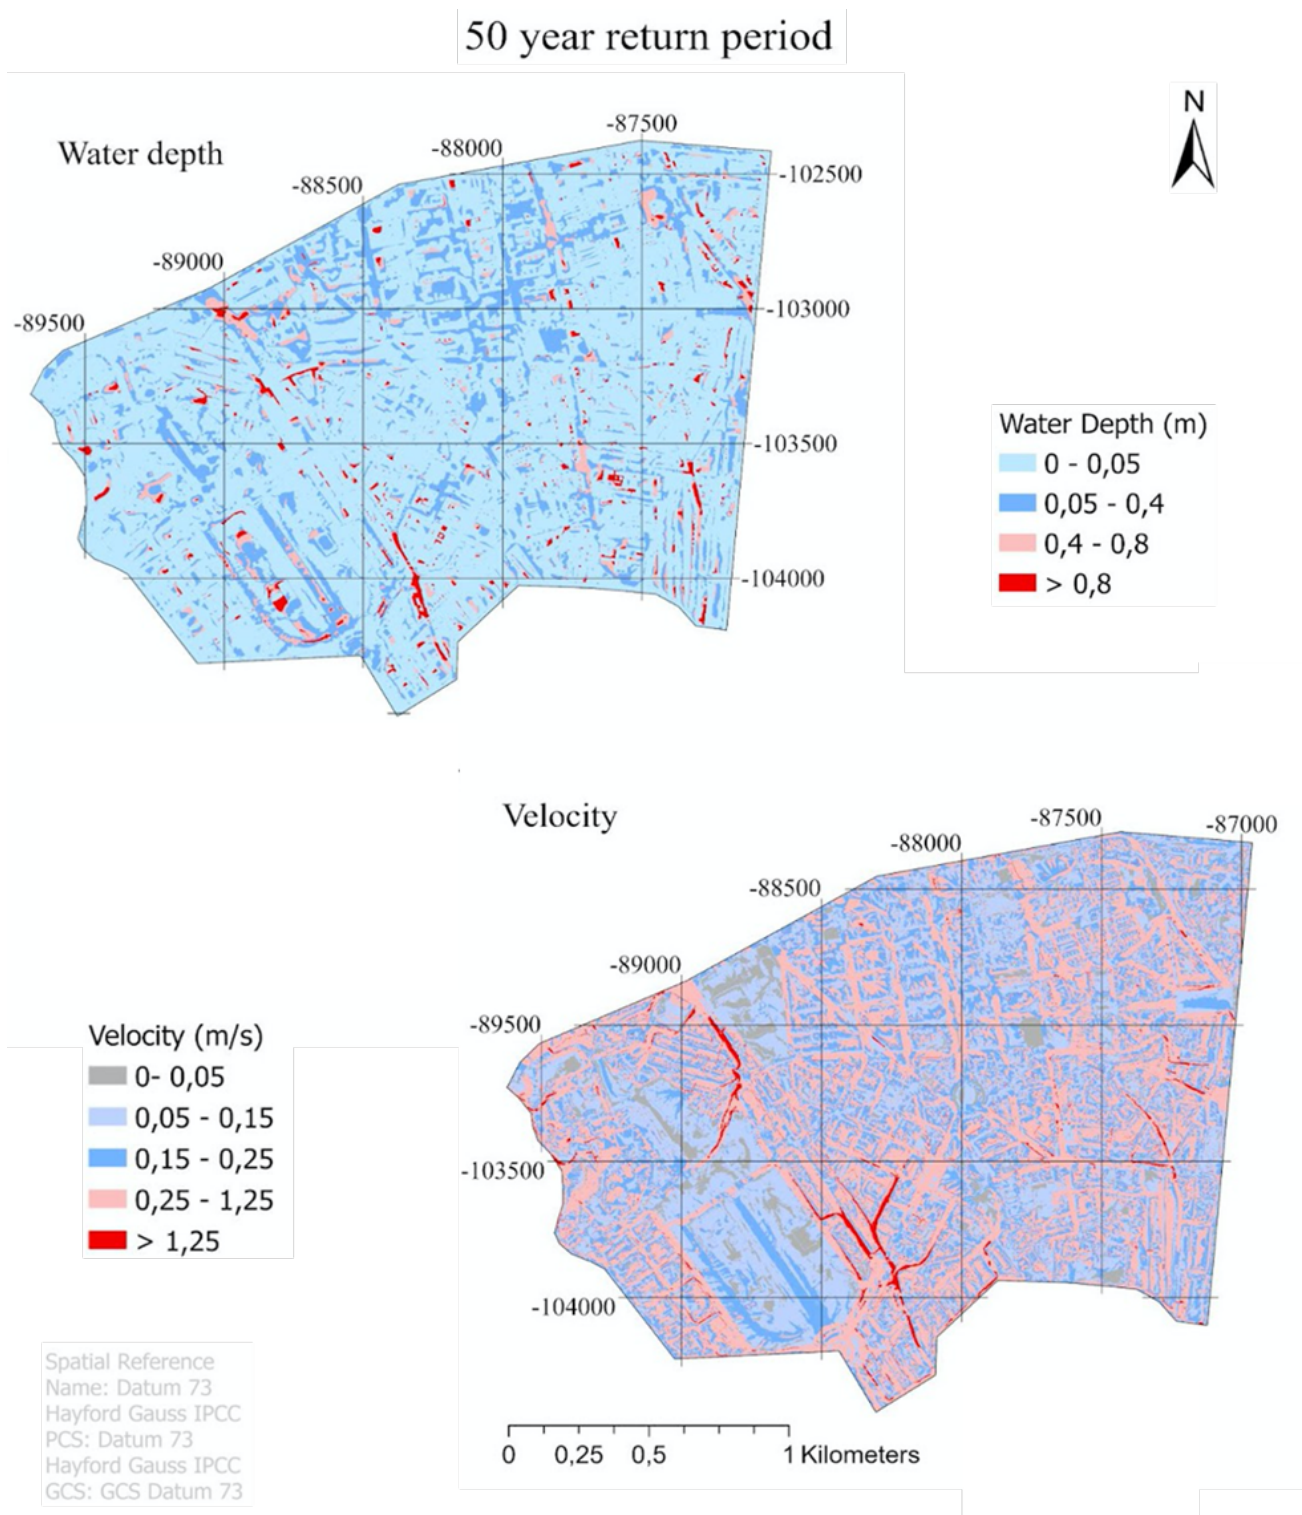 50 year return period
N
Water depth
-87500
-88000
-102500
-88500
-89000
-103000
-89500
Water Depth (m)
-103500
0 - 0,05
0,05 - 0,4
0,4 - 0,8
-104000
> 0,8
Velocity
-87500
-87000
-88000
-88500
-89000
-89500
Velocity (m/s)
0- 0,05
0,05 - 0,15
0,15 - 0,25
-103500
0,25 - 1,25
> 1,25
-104000
Spatial Reference
Name: Datum 73
Hayford Gauss IPCC
PCS: Datum 73
Hayford Gauss IPCC
GCS: GCS Datum 73
0 0,25 0,5 1 Kilometers